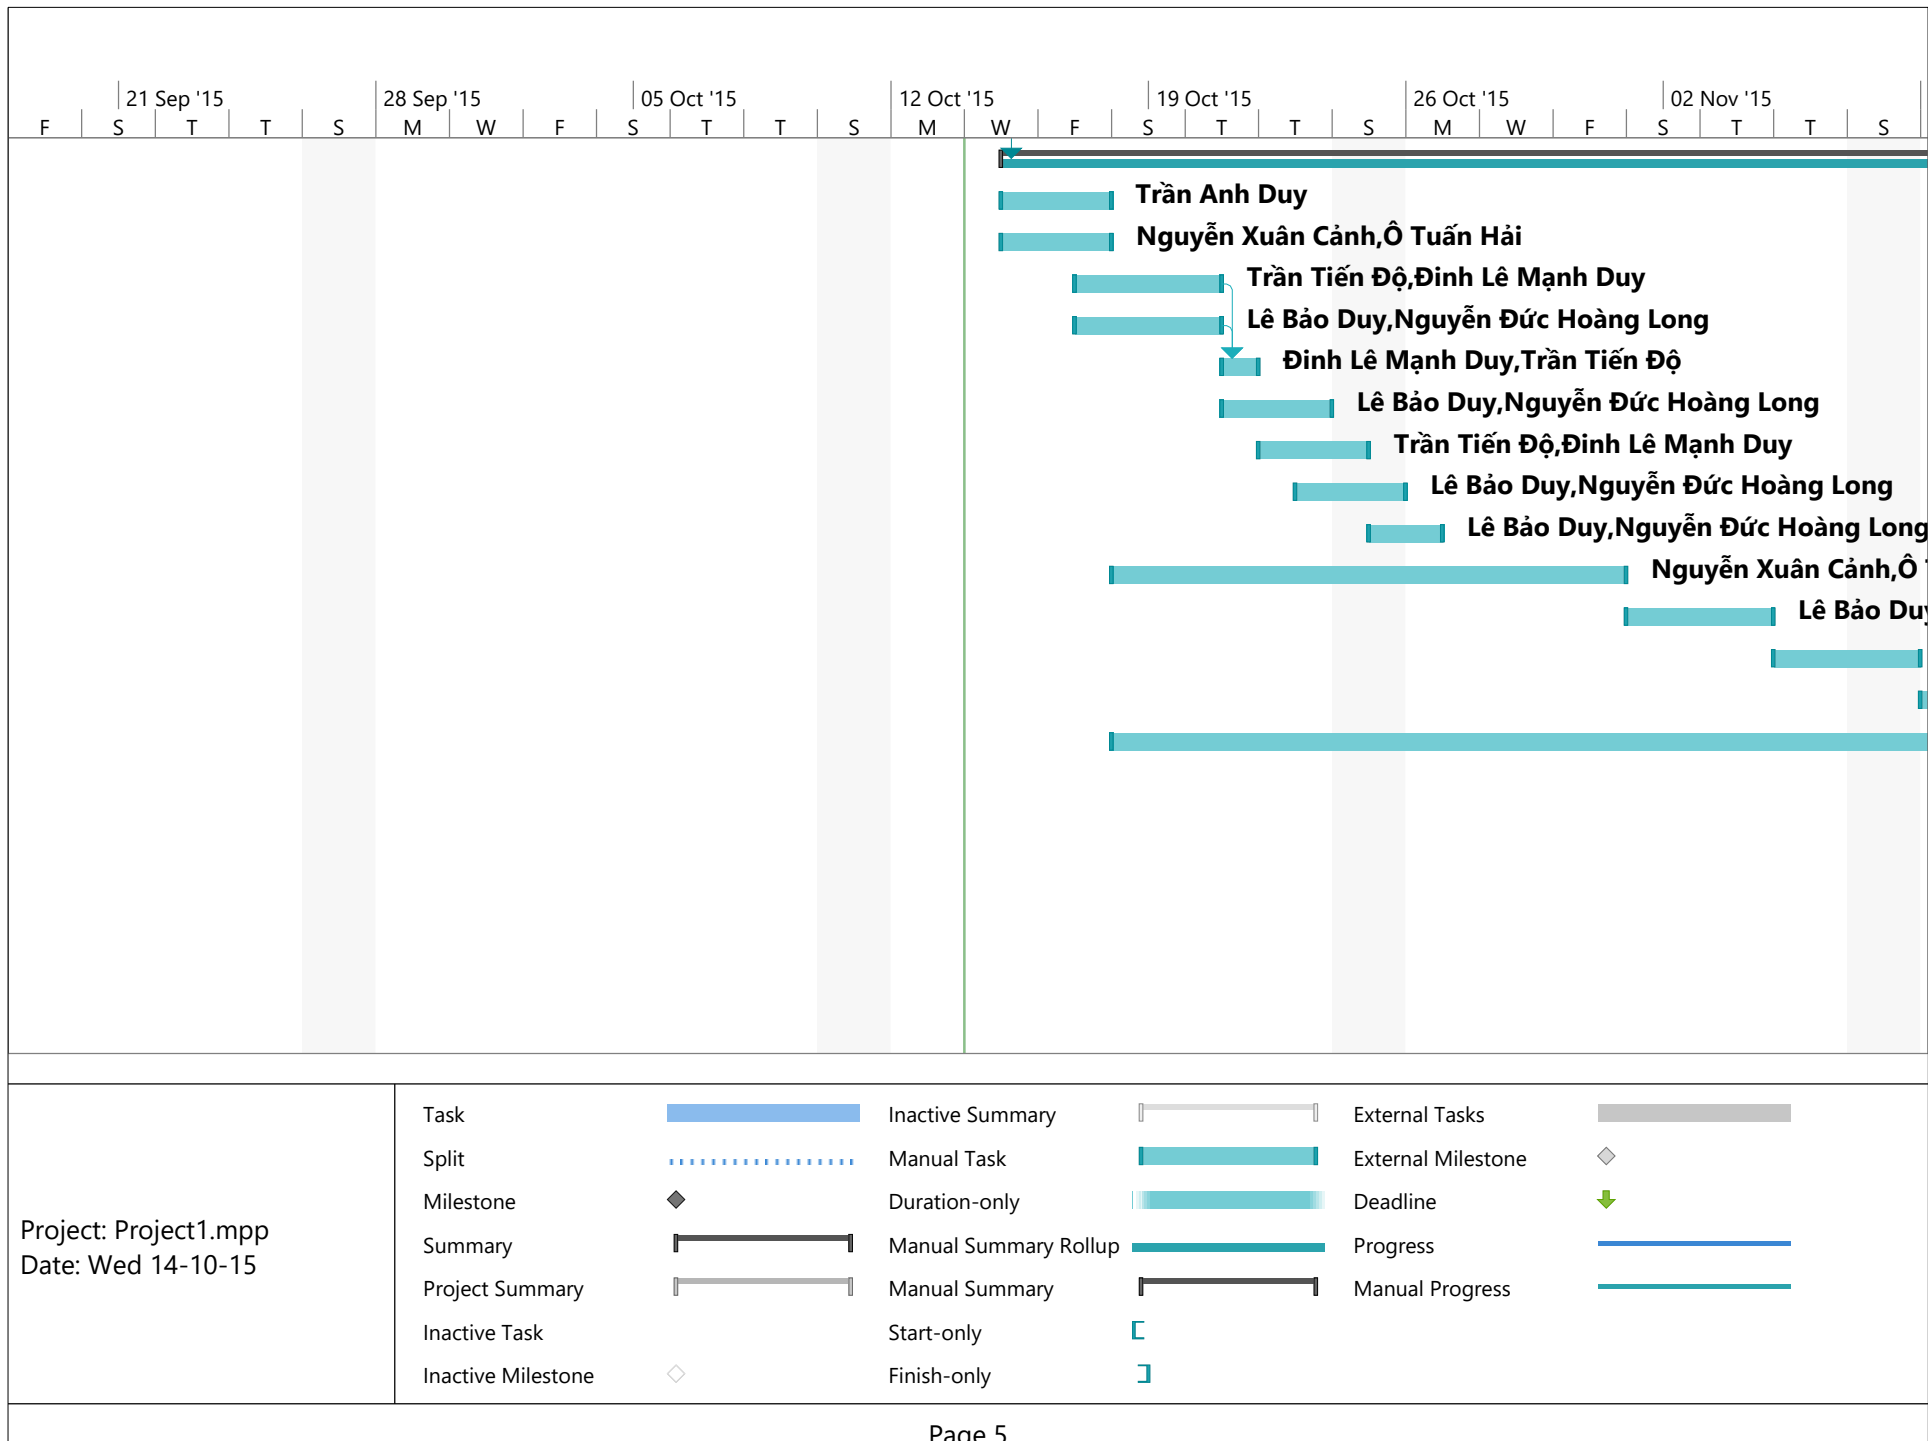 21 Sep '15 28 Sep '15 05 Oct '15 12 Oct '15 19 Oct '15 26 Oct '15 02 Nov '15
F S T T S M W F S T T S M W F S T T S M W F S T T S
Trần Anh Duy
Nguyễn Xuân Cảnh,Ô Tuấn Hải
Trần Tiến Độ,Đinh Lê Mạnh Duy
Lê Bảo Duy,Nguyễn Đức Hoàng Long
Đinh Lê Mạnh Duy,Trần Tiến Độ
Lê Bảo Duy,Nguyễn Đức Hoàng Long
Trần Tiến Độ,Đinh Lê Mạnh Duy
Lê Bảo Duy,Nguyễn Đức Hoàng Long
Lê Bảo Duy,Nguyễn Đức Hoàng Long
Nguyễn Xuân Cảnh,Ô
Lê Bảo Duy
Project: Project1.mpp
Date: Wed 14-10-15
Task
Split
Milestone
Summary
Project Summary
Inactive Task
Inactive Milestone
Inactive Summary
Manual Task
Duration-only
Manual Summary Rollup
Manual Summary
Start-only
Finish-only
External Tasks
External Milestone
Deadline
Progress
Manual Progress
Page 5